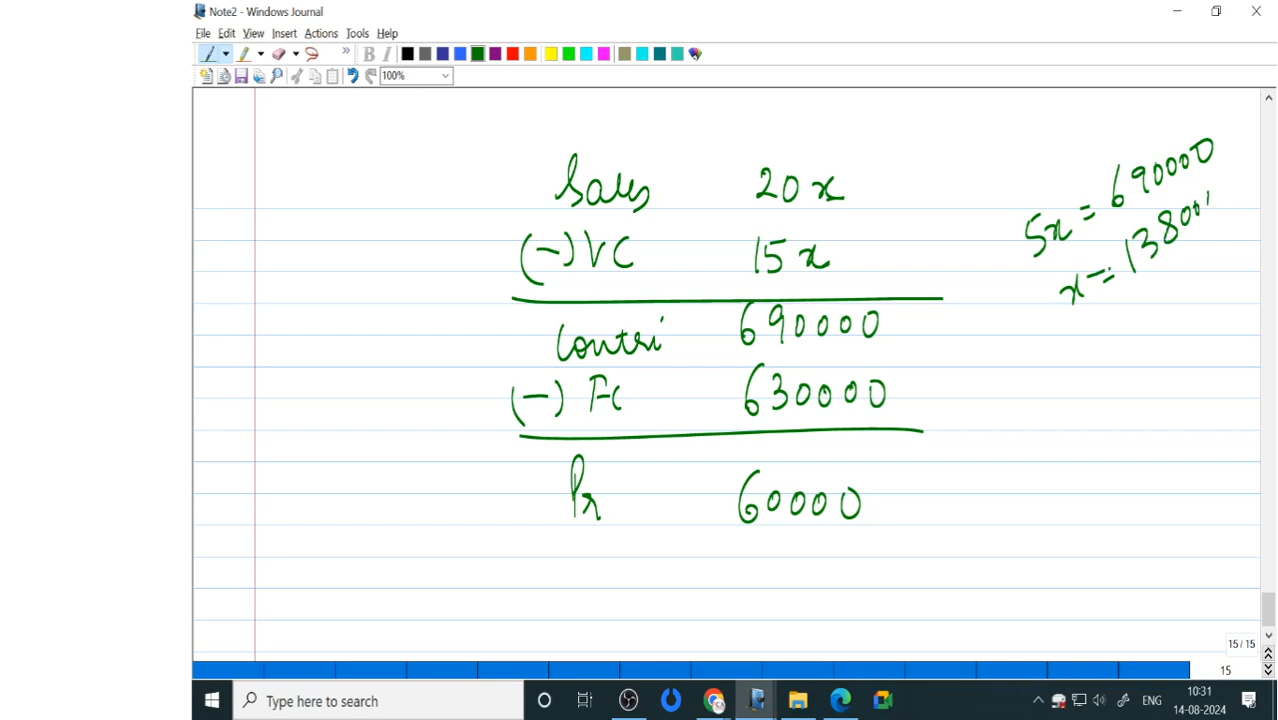 Note2 - Windows Journal
File Edit View Insert Actions Tools Help
B I
100%
Sales 20x
(-) VC 15x
Contri 690000
(-) FC 630000
Pr 60000
5x = 690000
x = 13800
15 / 15
15
Type here to search
ENG
10:31
14-08-2024